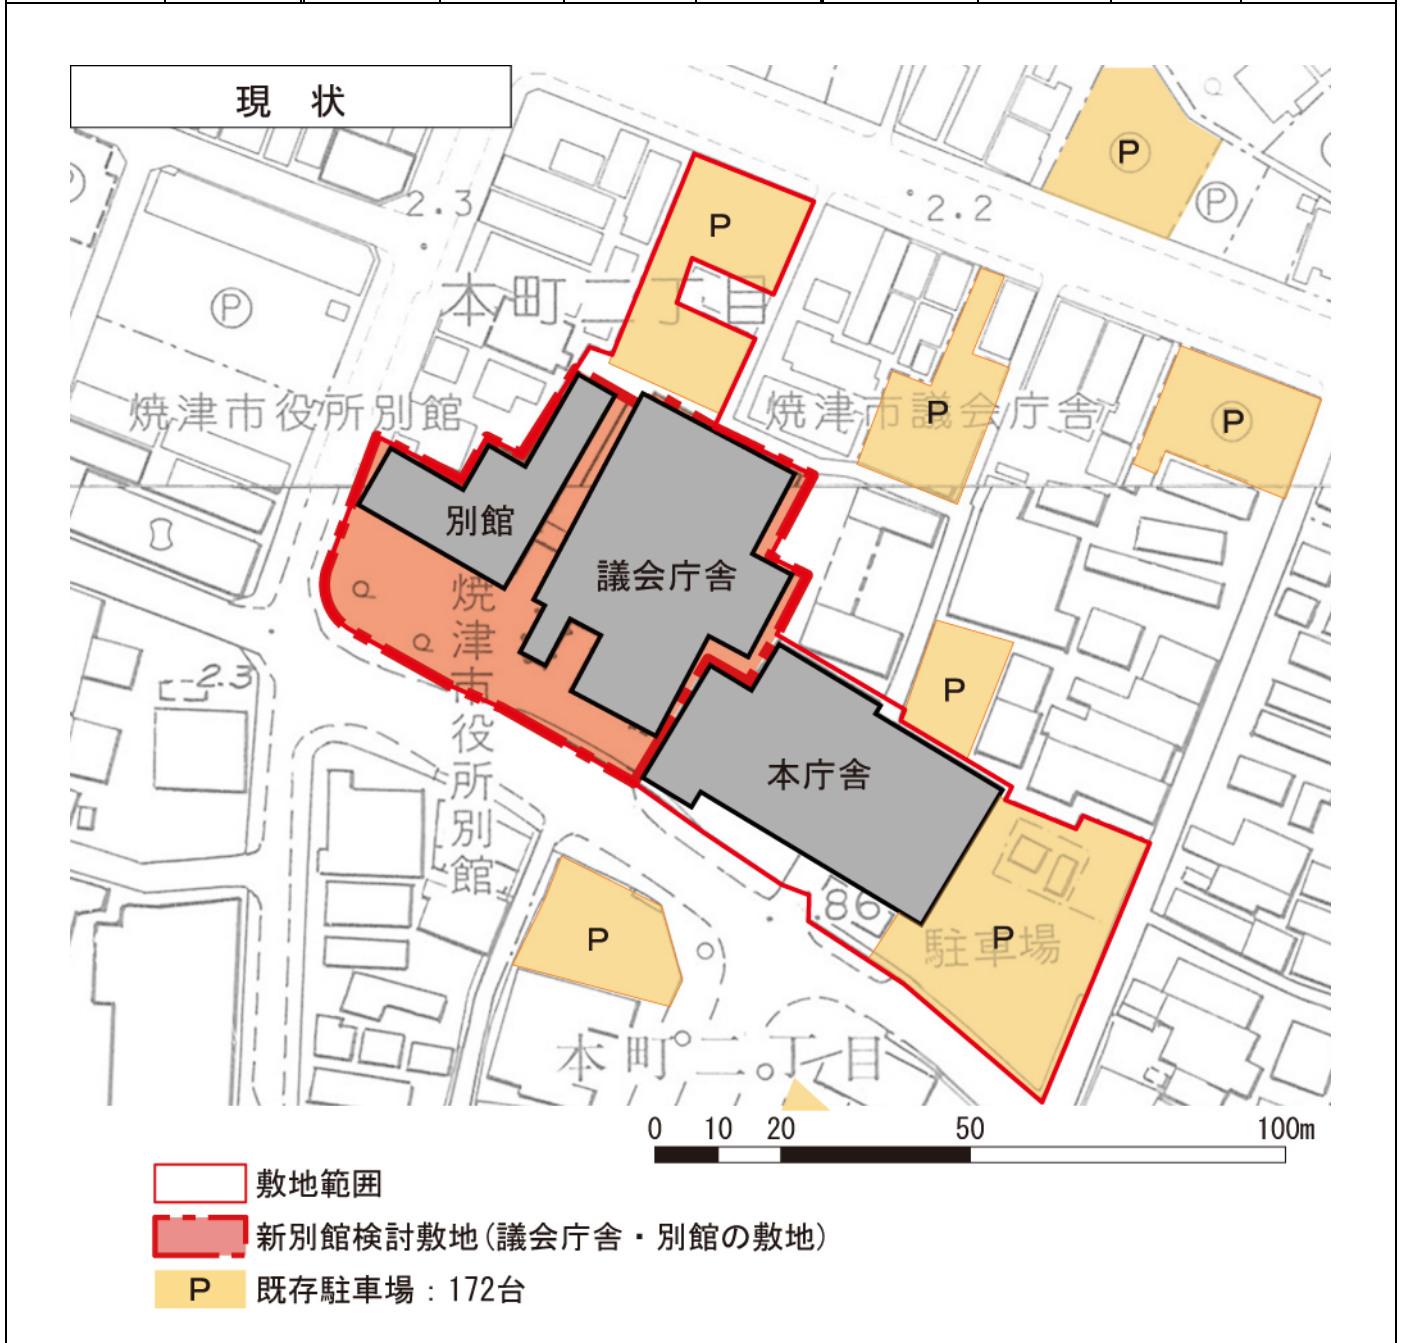 現 状
P
P
2.3
2.2
P
本町二丁目
P
焼津市役所別館
焼津市議会庁舎
P
P
別館
議会庁舎
焼津市役所別館
2.3
P
本庁舎
86
P
駐車場
P
本町二丁目
0 10 20 50 100m
敷地範囲
新別館検討敷地(議会庁舎・別館の敷地)
P 既存駐車場:172台